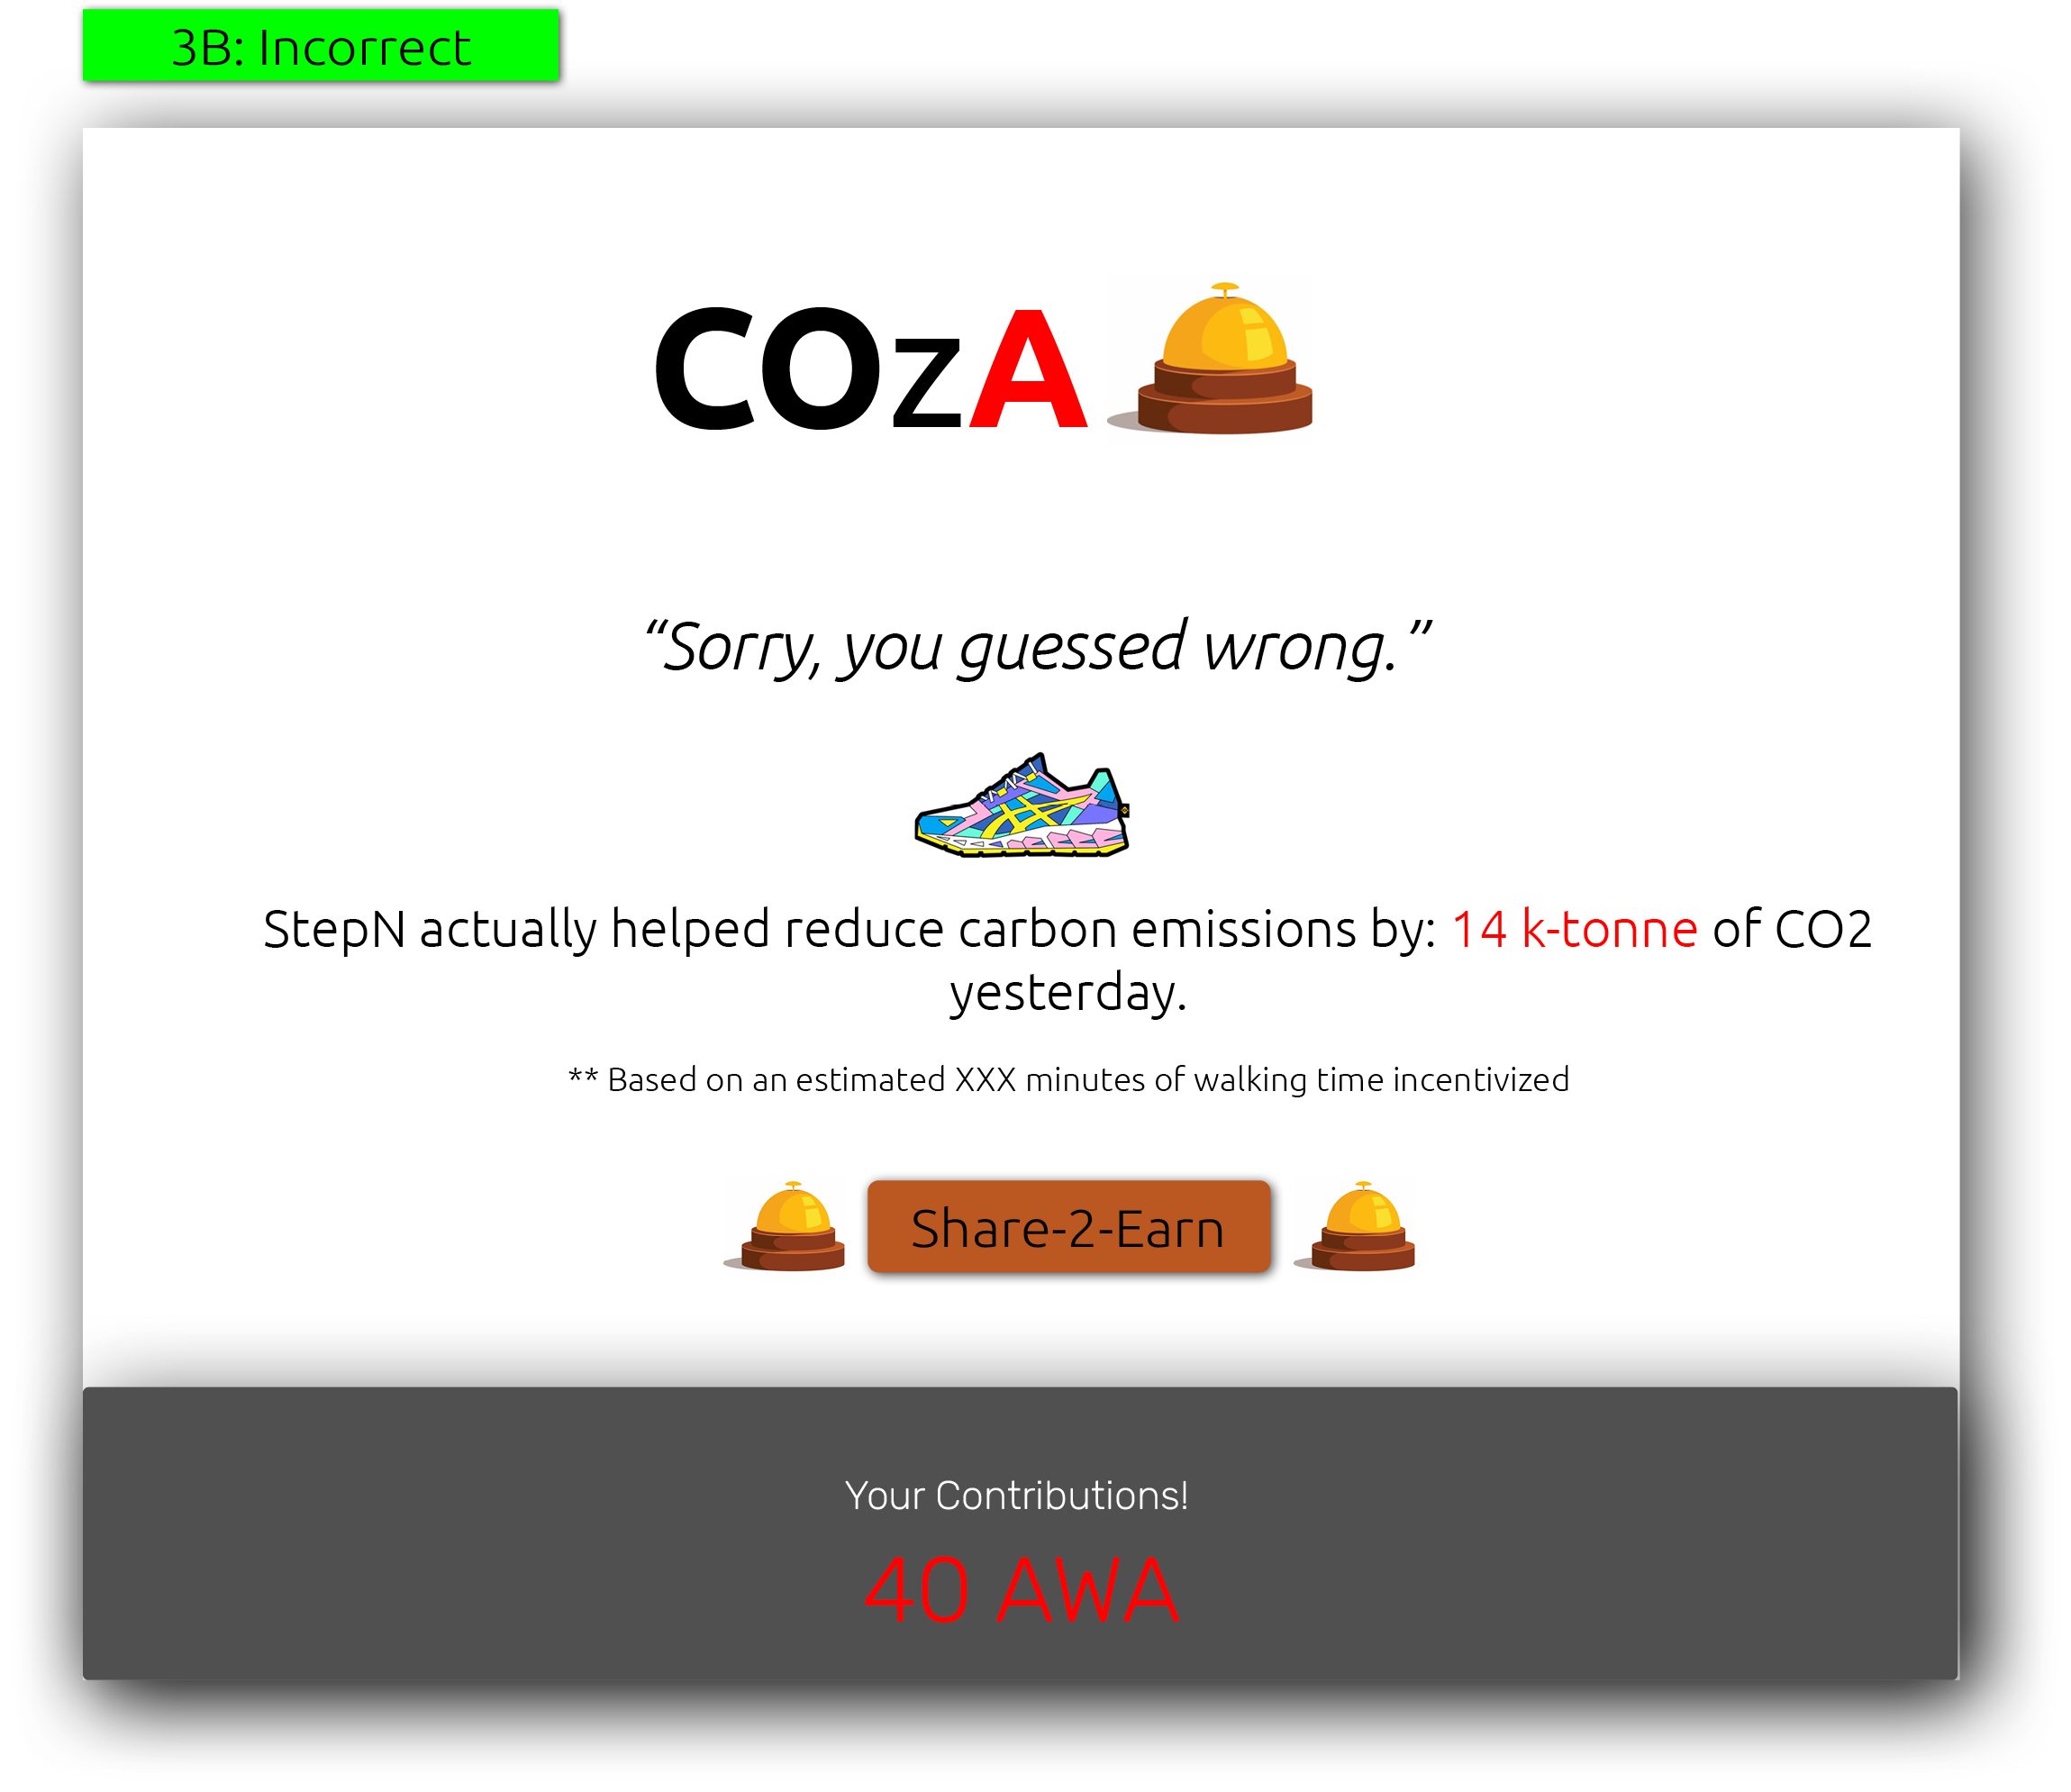 3B: Incorrect
COzA
“Sorry, you guessed wrong.”
StepN actually helped reduce carbon emissions by: 14 k-tonne of CO2
yesterday.
** Based on an estimated XXX minutes of walking time incentivized
Share-2-Earn
Your Contributions!
40 AWA